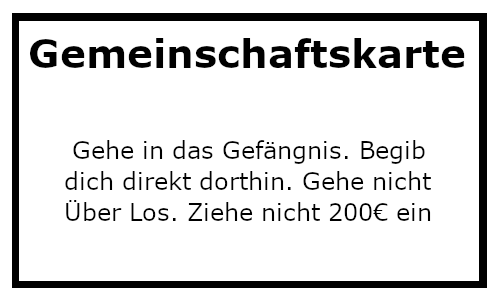 Gemeinschaftskarte
Gehe in das Gefängnis. Begib
dich direkt dorthin. Gehe nicht
Über Los. Ziehe nicht 200€ ein